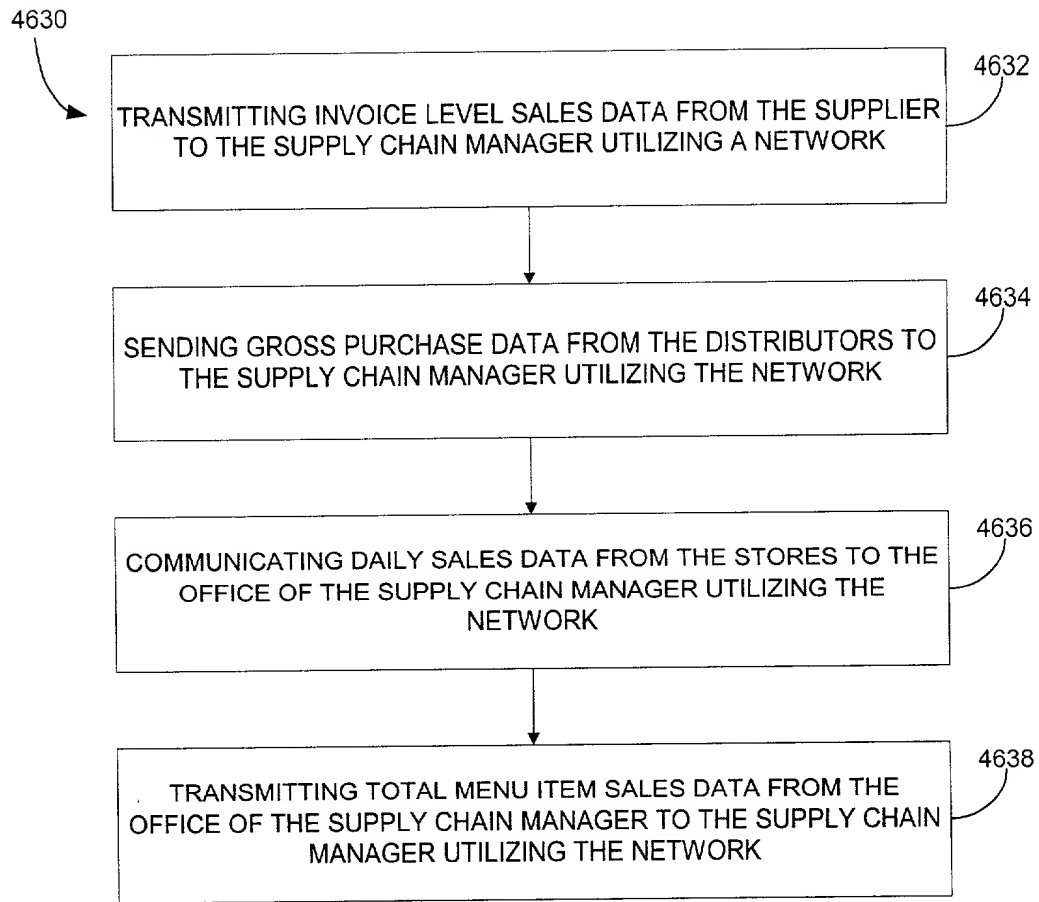 4630
4632
TRANSMITTING INVOICE LEVEL SALES DATA FROM THE SUPPLIER
TO THE SUPPLY CHAIN MANAGER UTILIZING A NETWORK
4634
SENDING GROSS PURCHASE DATA FROM THE DISTRIBUTORS TO
THE SUPPLY CHAIN MANAGER UTILIZING THE NETWORK
4636
COMMUNICATING DAILY SALES DATA FROM THE STORES TO THE
OFFICE OF THE SUPPLY CHAIN MANAGER UTILIZING THE
NETWORK
4638
TRANSMITTING TOTAL MENU ITEM SALES DATA FROM THE
OFFICE OF THE SUPPLY CHAIN MANAGER TO THE SUPPLY CHAIN
MANAGER UTILIZING THE NETWORK